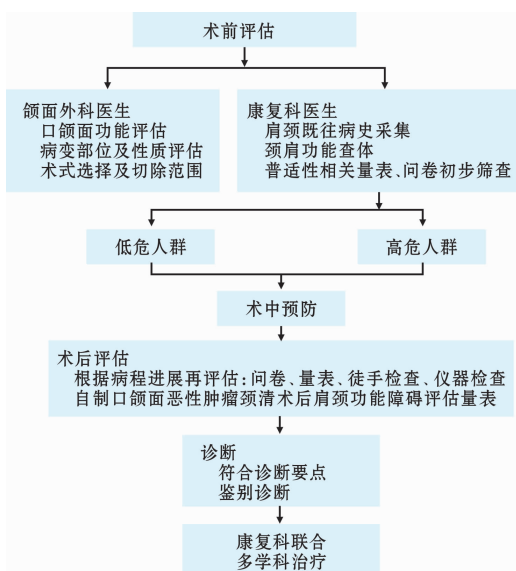 术前评估
颌面外科医生
口颌面功能评估
病变部位及性质评估
术式选择及切除范围
康复科医生
肩颈既往病史采集
颈肩功能查体
普适性相关量表、问卷初步筛查
低危人群
高危人群
术中预防
术后评估
根据病程进展再评估：问卷、量表、徒手检查、仪器检查
自制口颌面恶性肿瘤颈清术后肩颈功能障碍评估量表
诊断
符合诊断要点
鉴别诊断
康复科联合
多学科治疗